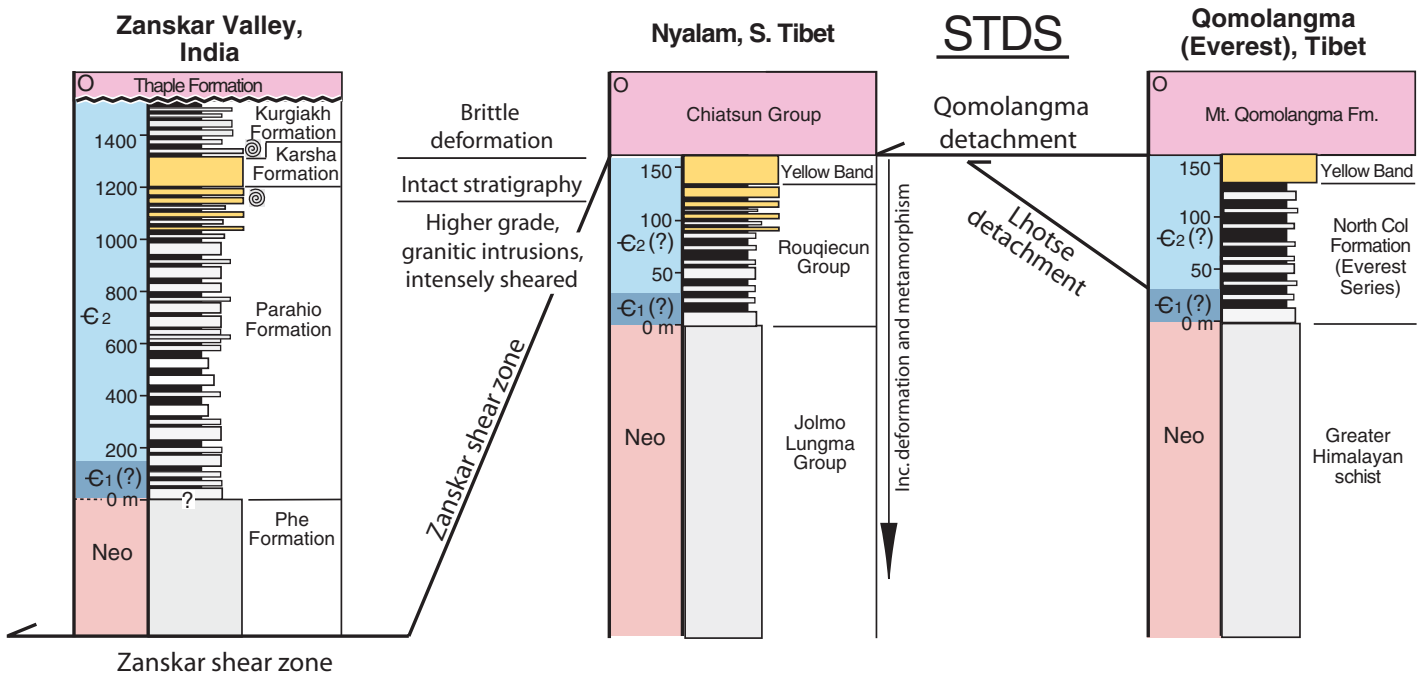 Zanskar Valley,
India
O
Thaple Formation
Kurgiakh
Formation
Karsha
Formation
1400
1200
1000
800
600
400
200
0 m
Є2
Є1 (?)
Parahio
Formation
?
Neo
Phe
Formation
Zanskar shear zone
Brittle
deformation
Intact stratigraphy
Higher grade,
granitic intrusions,
intensely sheared
Zanskar shear zone
Nyalam, S. Tibet
O
Chiatsun Group
150
100
50
0 m
Є2 (?)
Є1 (?)
Yellow Band
Rouqiecun
Group
Neo
Jolmo
Lungma
Group
Inc. deformation and metamorphism
STDS
Qomolangma
detachment
Lhotse
detachment
Qomolangma
(Everest), Tibet
O
Mt. Qomolangma Fm.
150
100
50
0 m
Є2 (?)
Є1 (?)
Yellow Band
North Col
Formation
(Everest
Series)
Neo
Greater
Himalayan
schist